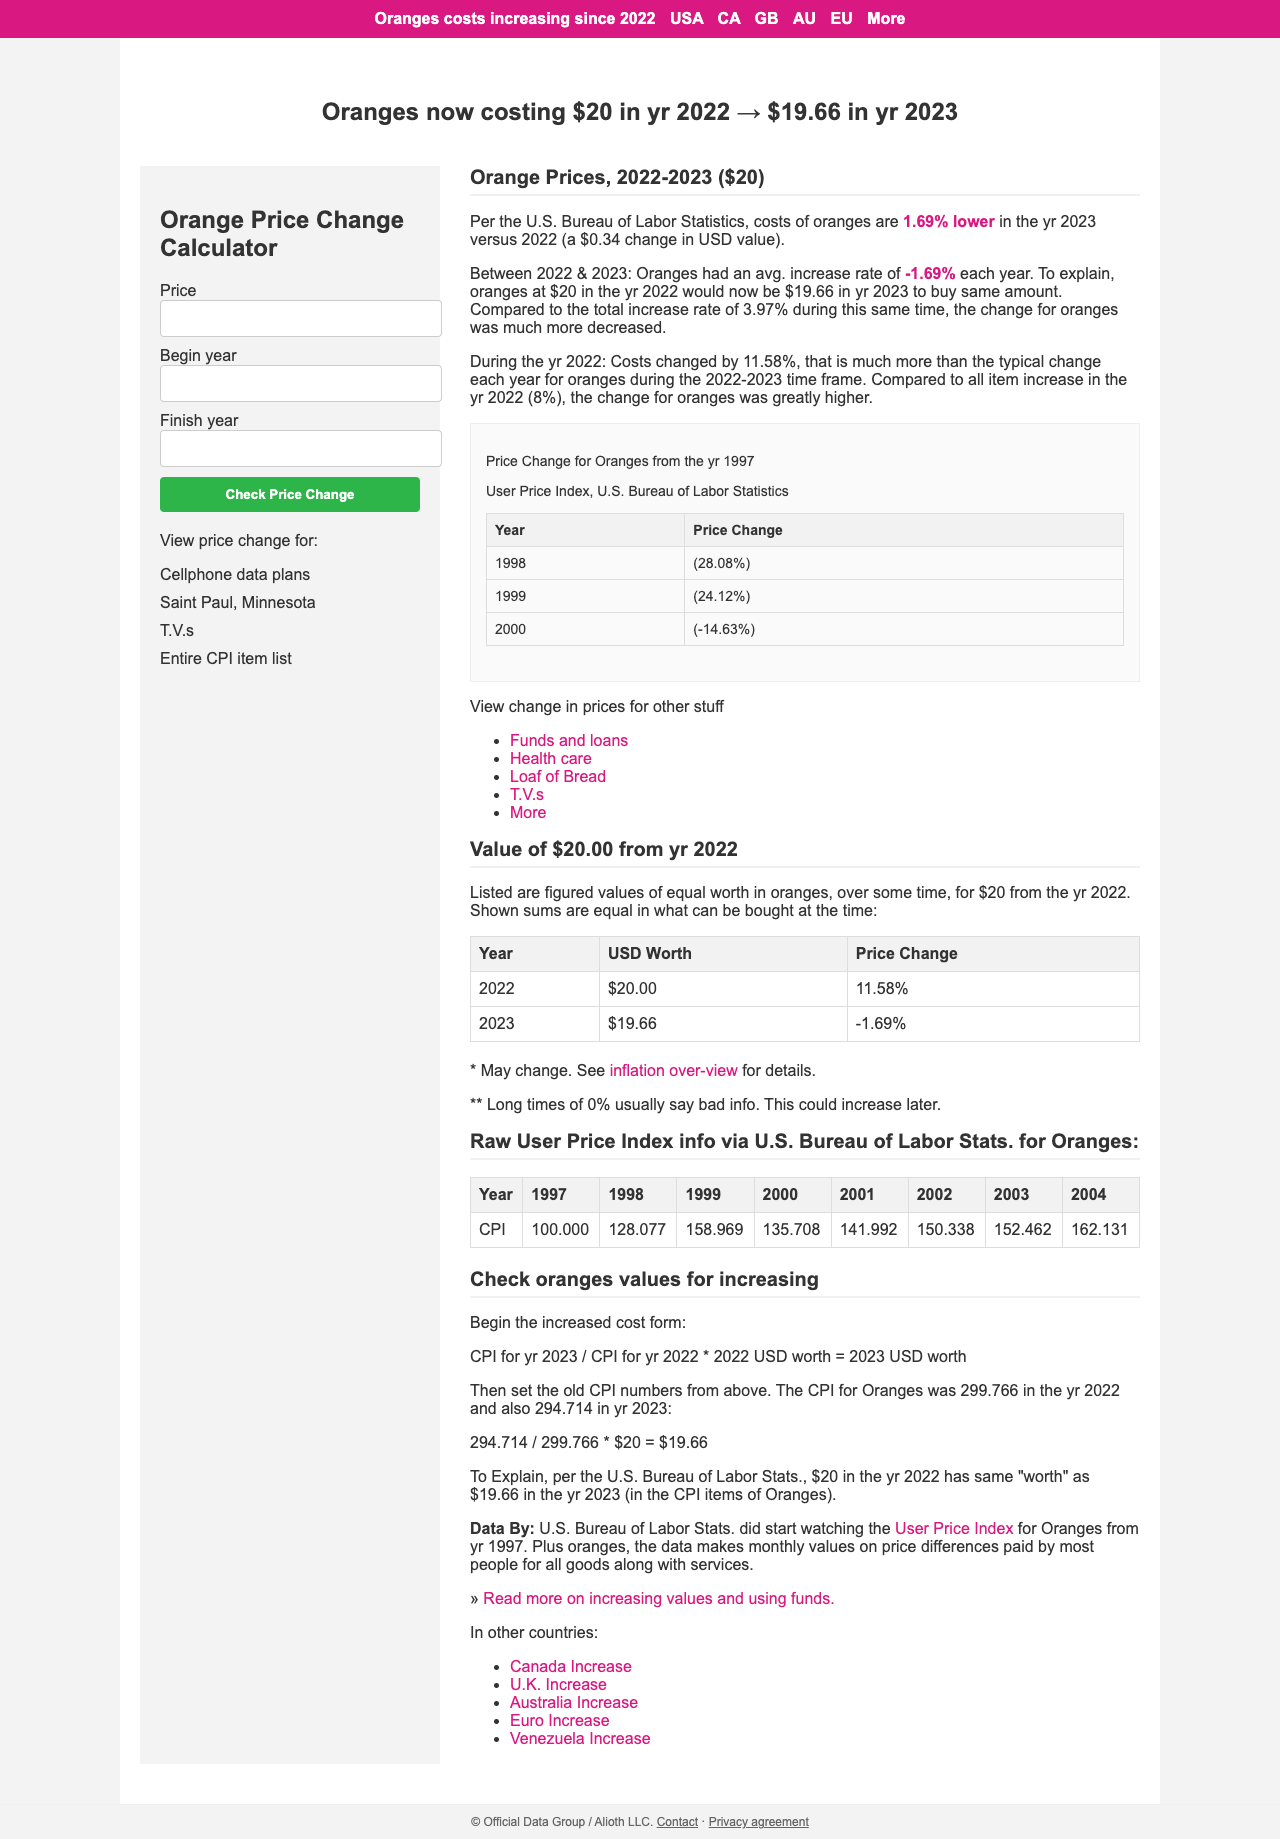 Oranges costs increasing since 2022 USA CA GB AU EU More
Oranges now costing $20 in yr 2022 → $19.66 in yr 2023
Orange Price Change
Calculator
Price
Begin year
Finish year
Check Price Change
View price change for:
Cellphone data plans
Saint Paul, Minnesota
T.V.s
Entire CPI item list
Orange Prices, 2022-2023 ($20)
Per the U.S. Bureau of Labor Statistics, costs of oranges are 1.69% lower in the yr 2023
versus 2022 (a $0.34 change in USD value).
Between 2022 & 2023: Oranges had an avg. increase rate of -1.69% each year. To explain,
oranges at $20 in the yr 2022 would now be $19.66 in yr 2023 to buy same amount.
Compared to the total increase rate of 3.97% during this same time, the change for oranges
was much more decreased.
During the yr 2022: Costs changed by 11.58%, that is much more than the typical change
each year for oranges during the 2022-2023 time frame. Compared to all item increase in the
yr 2022 (8%), the change for oranges was greatly higher.
Price Change for Oranges from the yr 1997
User Price Index, U.S. Bureau of Labor Statistics
Year Price Change
1998 (28.08%)
1999 (24.12%)
2000 (-14.63%)
View change in prices for other stuff
• Funds and loans
• Health care
• Loaf of Bread
• T.V.s
• More
Value of $20.00 from yr 2022
Listed are figured values of equal worth in oranges, over some time, for $20 from the yr 2022.
Shown sums are equal in what can be bought at the time:
Year USD Worth Price Change
2022 $20.00 11.58%
2023 $19.66 -1.69%
* May change. See inflation over-view for details.
** Long times of 0% usually say bad info. This could increase later.
Raw User Price Index info via U.S. Bureau of Labor Stats. for Oranges:
Year 1997 1998 1999 2000 2001 2002 2003 2004
CPI 100.000 128.077 158.969 135.708 141.992 150.338 152.462 162.131
Check oranges values for increasing
Begin the increased cost form:
CPI for yr 2023 / CPI for yr 2022 * 2022 USD worth = 2023 USD worth
Then set the old CPI numbers from above. The CPI for Oranges was 299.766 in the yr 2022
and also 294.714 in yr 2023:
294.714 / 299.766 * $20 = $19.66
To Explain, per the U.S. Bureau of Labor Stats., $20 in the yr 2022 has same "worth" as
$19.66 in the yr 2023 (in the CPI items of Oranges).
Data By: U.S. Bureau of Labor Stats. did start watching the User Price Index for Oranges from
yr 1997. Plus oranges, the data makes monthly values on price differences paid by most
people for all goods along with services.
» Read more on increasing values and using funds.
In other countries:
• Canada Increase
• U.K. Increase
• Australia Increase
• Euro Increase
• Venezuela Increase
© Official Data Group / Alioth LLC. Contact · Privacy agreement